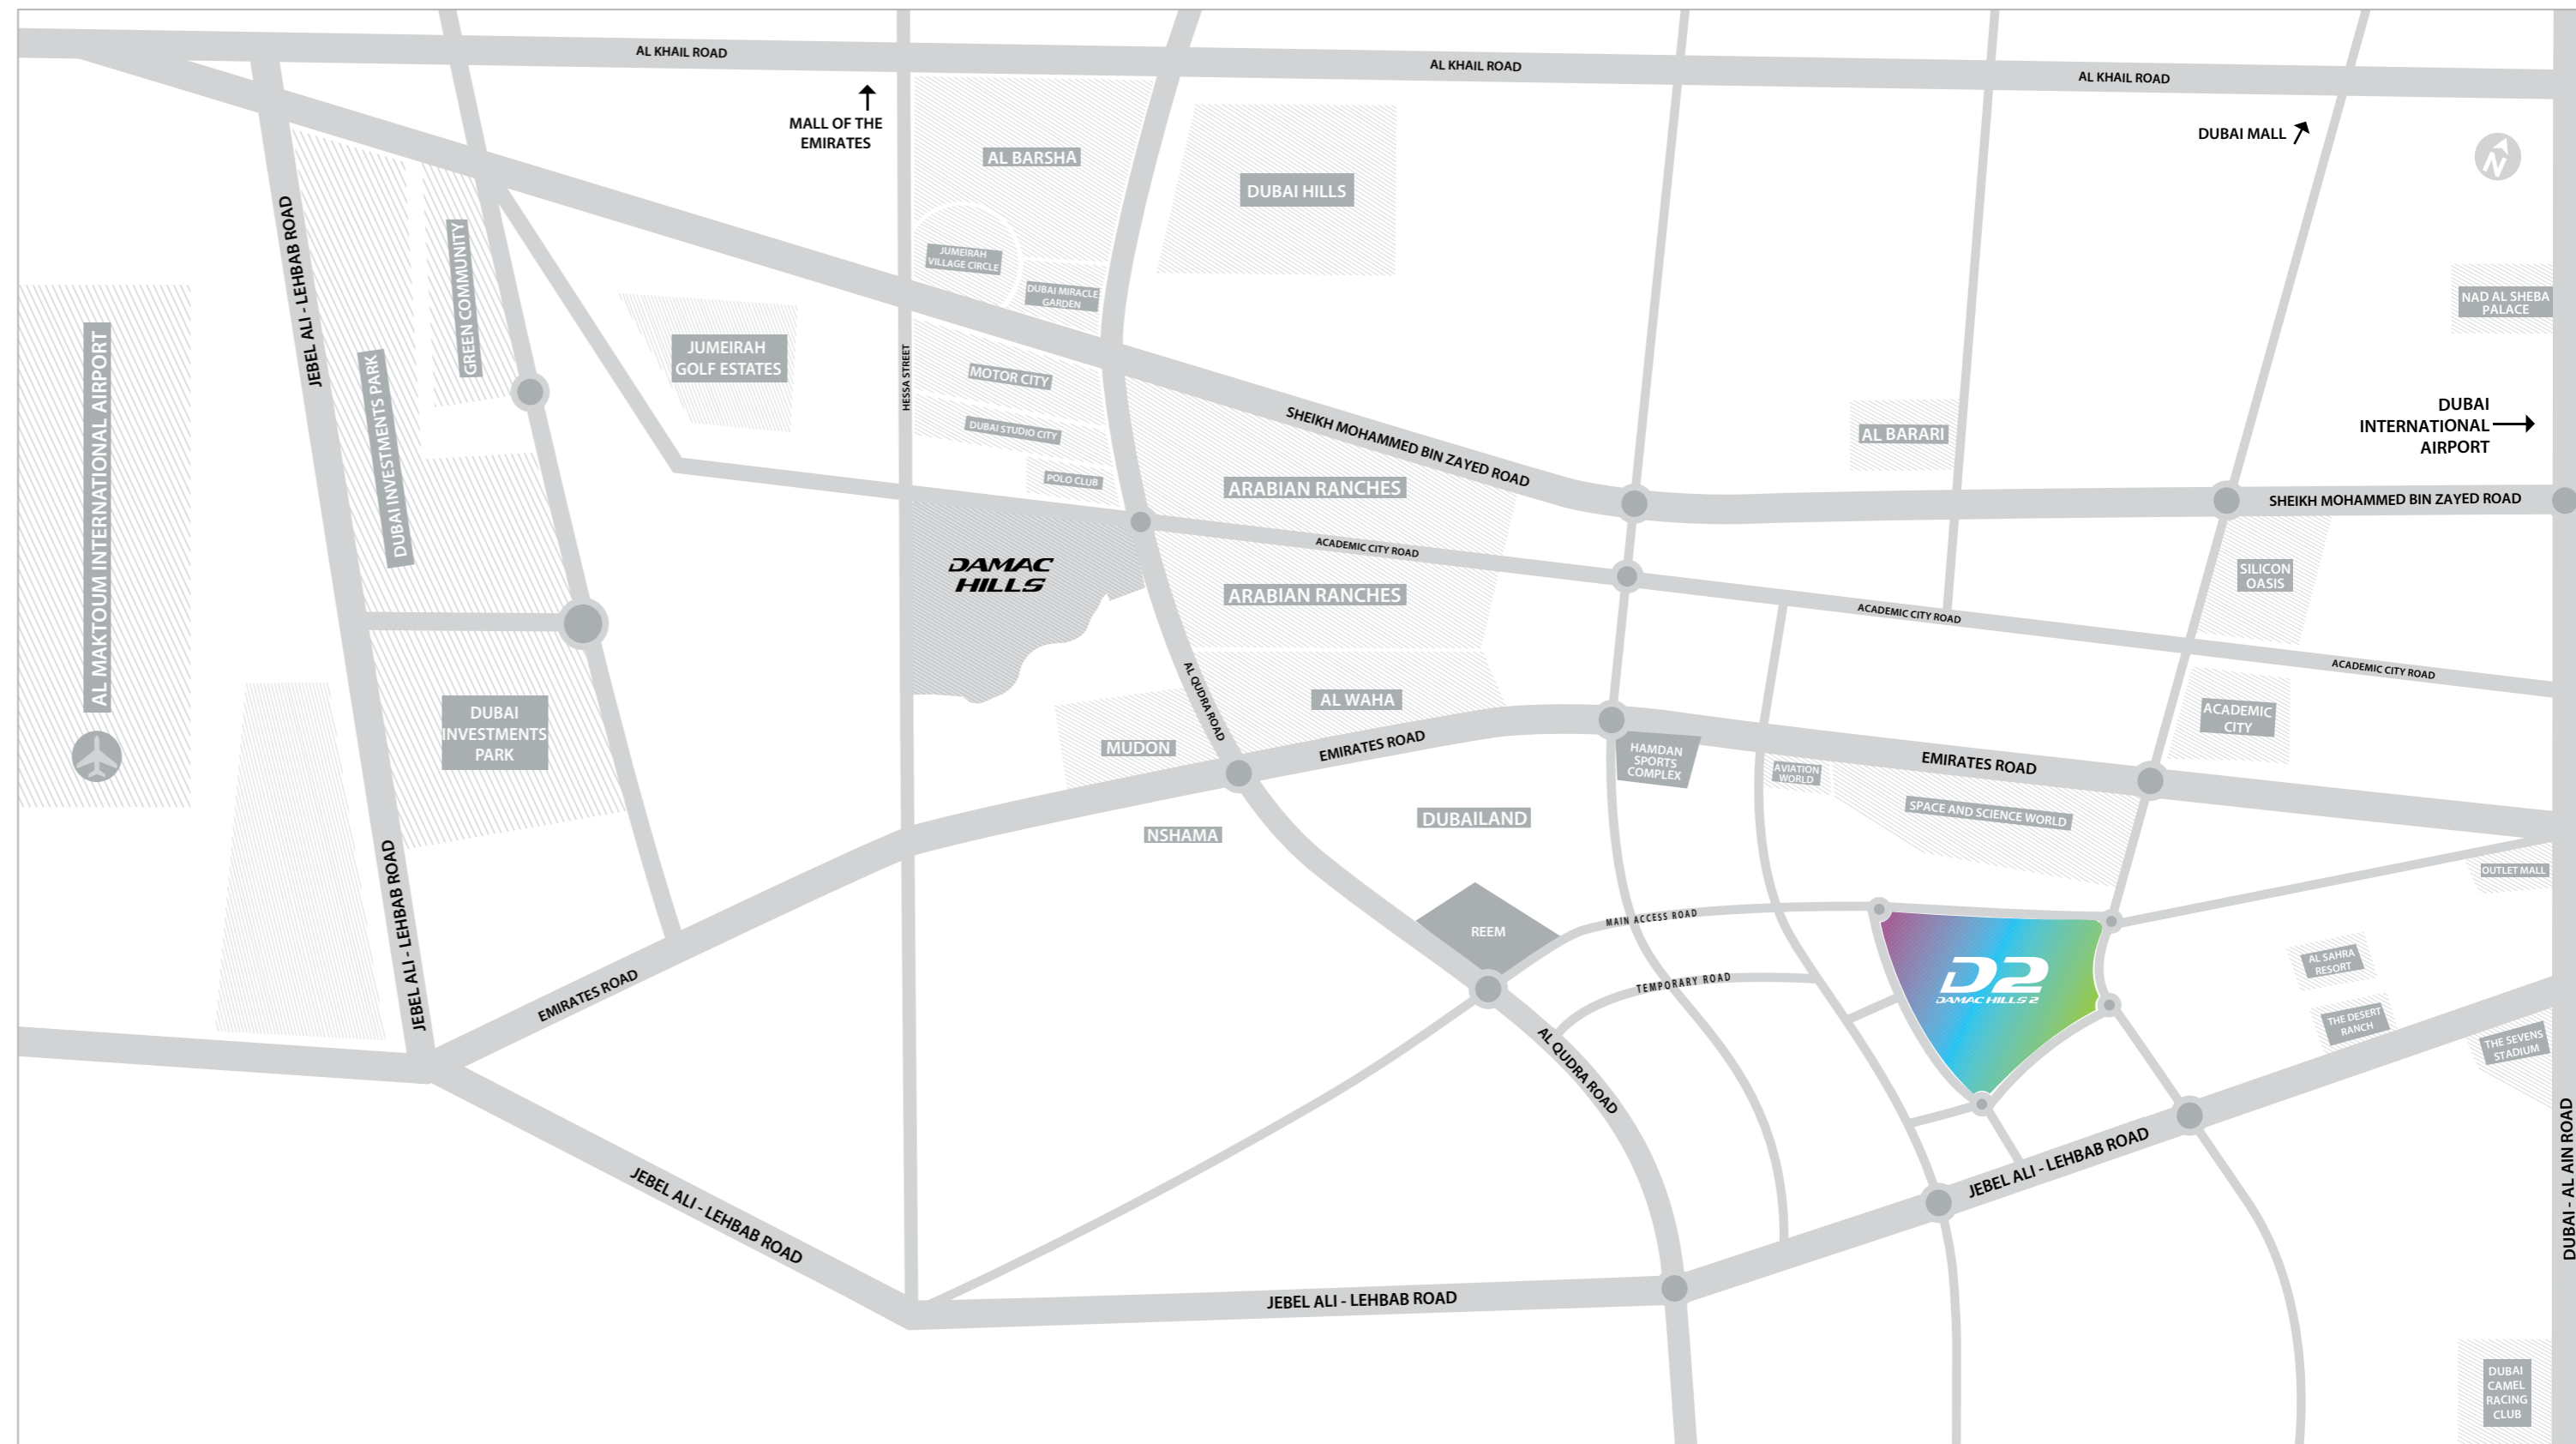 AL KHAIL ROAD
AL KHAIL ROAD
AL KHAIL ROAD
MALL OF THE
EMIRATES
DUBAI MALL
N
AL BARSHA
DUBAI HILLS
JEBEL ALI - LEHBAB ROAD
GREEN COMMUNITY
JUMEIRAH
VILLAGE CIRCLE
DUBAI MIRACLE
GARDEN
NAD AL SHEBA
PALACE
AL MAKTOUM INTERNATIONAL AIRPORT
DUBAI INVESTMENTS PARK
JUMEIRAH
GOLF ESTATES
HESSA STREET
MOTOR CITY
DUBAI STUDIO CITY
POLO CLUB
SHEIKH MOHAMMED BIN ZAYED ROAD
AL BARARI
DUBAI
INTERNATIONAL
AIRPORT
SHEIKH MOHAMMED BIN ZAYED ROAD
ARABIAN RANCHES
ACADEMIC CITY ROAD
DAMAC
HILLS
ARABIAN RANCHES
SILICON
OASIS
ACADEMIC CITY ROAD
ACADEMIC CITY ROAD
AL QUDRA ROAD
AL WAHA
DUBAI
INVESTMENTS
PARK
MUDON
EMIRATES ROAD
HAMDAN
SPORTS
COMPLEX
ACADEMIC
CITY
EMIRATES ROAD
AVIATION
WORLD
SPACE AND SCIENCE WORLD
DUBAILAND
NSHAMA
OUTLET MALL
JEBEL ALI - LEHBAB ROAD
REEM
MAIN ACCESS ROAD
TEMPORARY ROAD
D2
DAMAC HILLS 2
AL SAHRA
RESORT
THE DESERT
RANCH
THE SEVENS
STADIUM
EMIRATES ROAD
AL QUDRA ROAD
JEBEL ALI - LEHBAB ROAD
JEBEL ALI - LEHBAB ROAD
JEBEL ALI - LEHBAB ROAD
DUBAI - AL AIN ROAD
DUBAI
CAMEL
RACING
CLUB